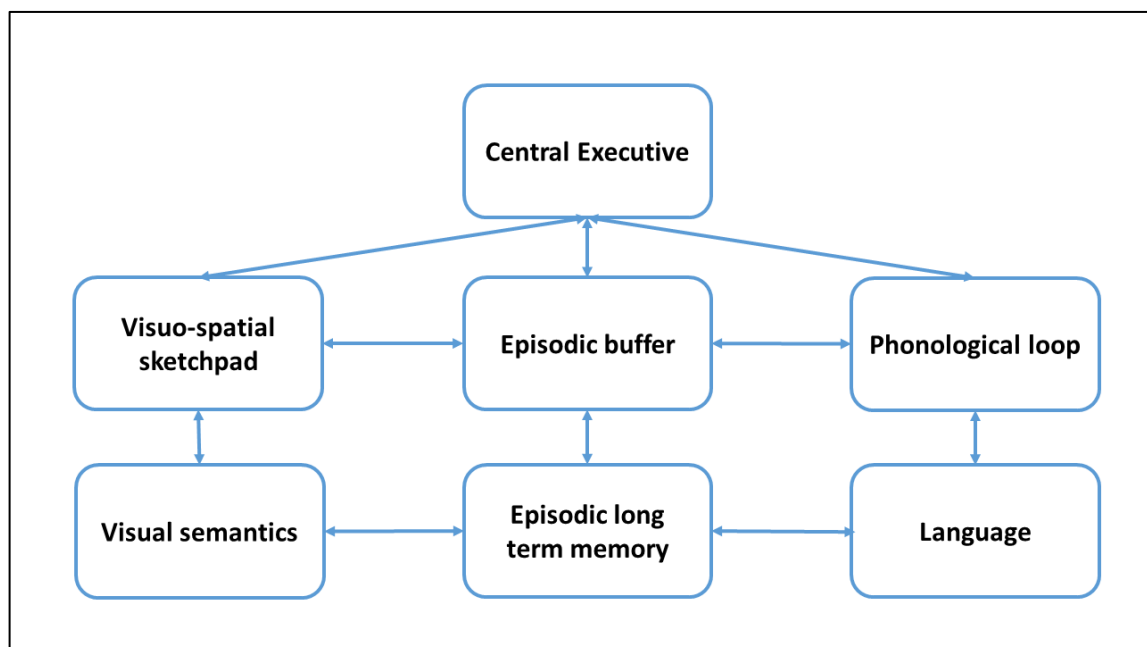 Central Executive
Visuo-spatial
sketchpad
Episodic buffer
Phonological loop
Visual semantics
Episodic long
term memory
Language